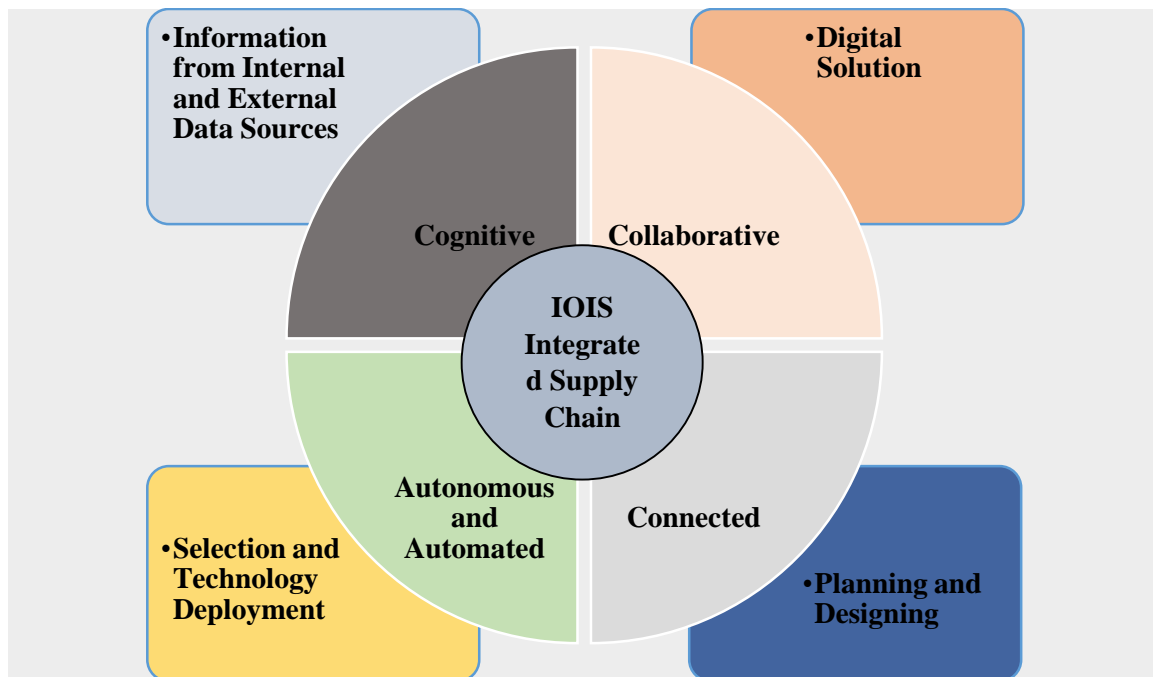 •Information
from Internal
and External
Data Sources
•Digital
Solution
Cognitive
Collaborative
IOIS
Integrate
d Supply
Chain
Autonomous
and
Automated
Connected
•Selection and
Technology
Deployment
•Planning and
Designing